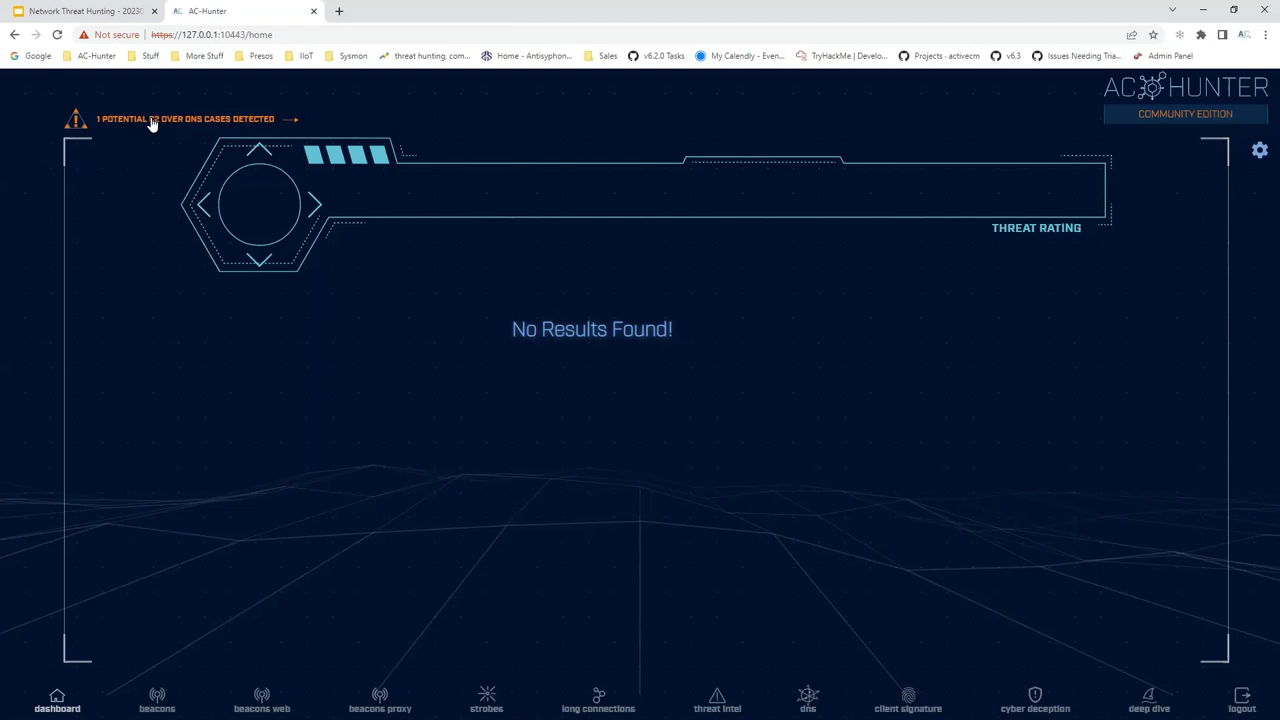 Network Threat Hunting - 20230
AC-Hunter
Not secure
https://127.0.0.1:10443/home
Google
AC-Hunter
Stuff
More Stuff
Presos
IIoT
Sysmon
threat hunting, com...
Home - Antisyphon...
Sales
v6.2.0 Tasks
My Calendly - Even...
TryHackMe | Develo...
Projects · activecm
v6.3
Issues Needing Tria...
Admin Panel
AC HUNTER
COMMUNITY EDITION
1 POTENTIAL C2 OVER DNS CASES DETECTED
THREAT RATING
No Results Found!
dashboard
beacons
beacons web
beacons proxy
strobes
long connections
threat intel
dns
client signature
cyber deception
deep dive
logout